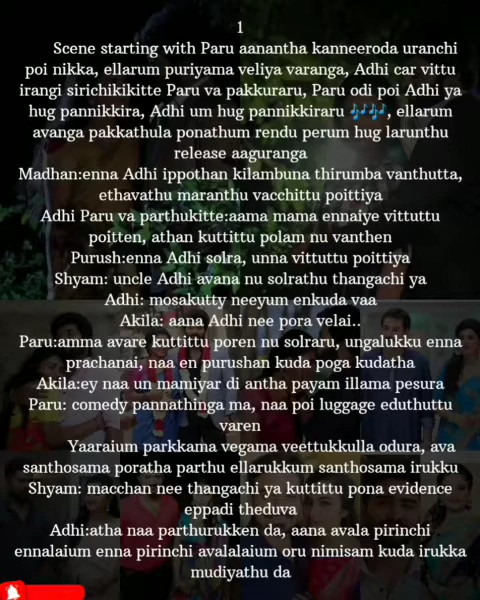 1
Scene starting with Paru aanantha kanneeroda uranchi
poi nikka, ellarum puriyama veliya varanga, Adhi car vittu
irangi sirichikikitte Paru va pakkuraru, Paru odi poi Adhi ya
hug pannikkira, Adhi um hug pannikkiraru 🎶🎶, ellarum
avanga pakkathula ponathum rendu perum hug larunthu
release aaguranga
Madhan:enna Adhi ippothan kilambuna thirumba vanthutta,
ethavathu maranthu vacchittu poittiya
Adhi Paru va parthukitte:aama mama ennaiye vittuttu
poitten, athan kuttittu polam nu vanthen
Purush:enna Adhi solra, unna vittuttu poittiya
Shyam: uncle Adhi avana nu solrathu thangachi ya
Adhi: mosakutty neeyum enkuda vaa
Akila: aana Adhi nee pora velai..
Paru:amma avare kuttittu poren nu solraru, ungalukku enna
prachanai, naa en purushan kuda poga kudatha
Akila:ey naa un mamiyar di antha payam illama pesura
Paru: comedy pannathinga ma, naa poi luggage eduthuttu
varen
Yaaraium parkkama vegama veettukkulla odura, ava
santhosama poratha parthu ellarukkum santhosama irukku
Shyam: macchan nee thangachi ya kuttittu pona evidence
eppadi theduva
Adhi:atha naa parthurukken da, aana avala pirinchi
ennalaium enna pirinchi avalalaium oru nimisam kuda irukka
mudiyathu da